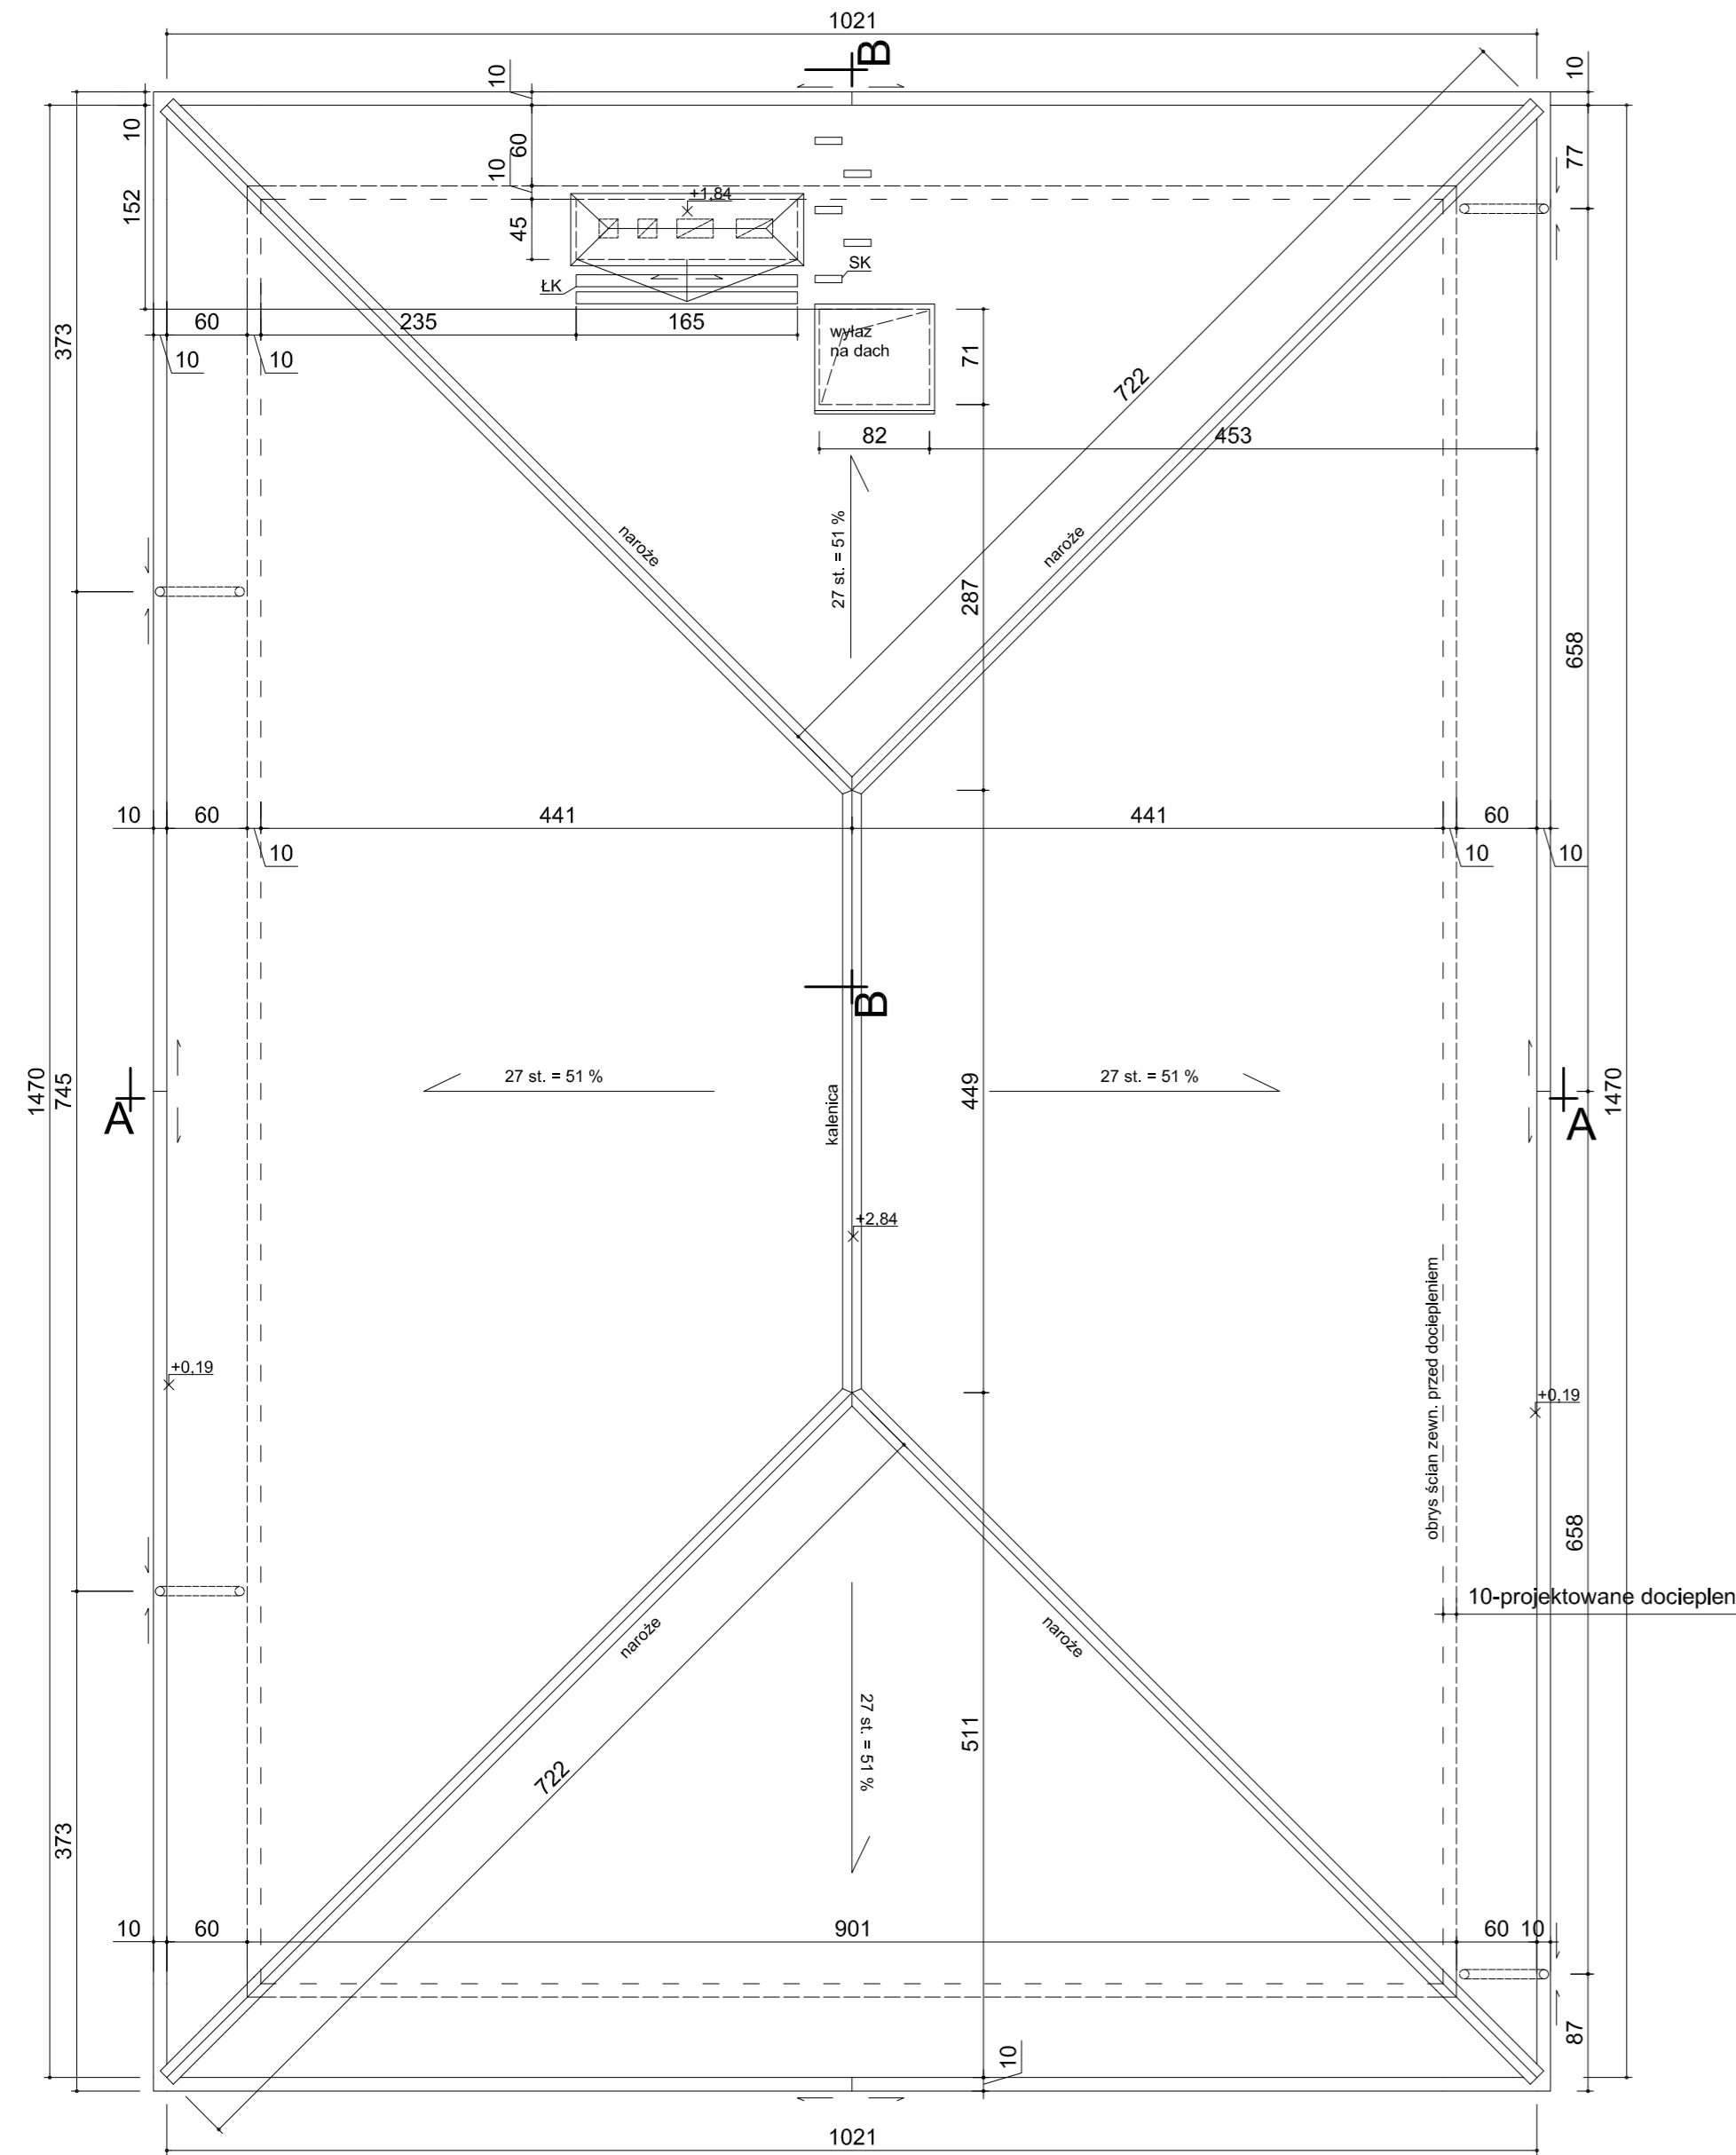 1021
B
10
10
10
60
10
77
152
45
+1,84
SK
ŁK
373
60
235
165
10
10
wyłaz
na dach
71
722
82
453
naroże
naroże
27 st. = 51 %
287
658
10
60
441
441
60
10
10
10
B
1470
745
A
27 st. = 51 %
27 st. = 51 %
kalenica
449
1470
A
+2,84
+0,19
+0,19
obrys ścian zewn. przed dociepleniem
658
10-projektowane docieplen
naroże
naroże
27 st. = 51 %
511
722
373
10
60
901
60
10
87
10
1021